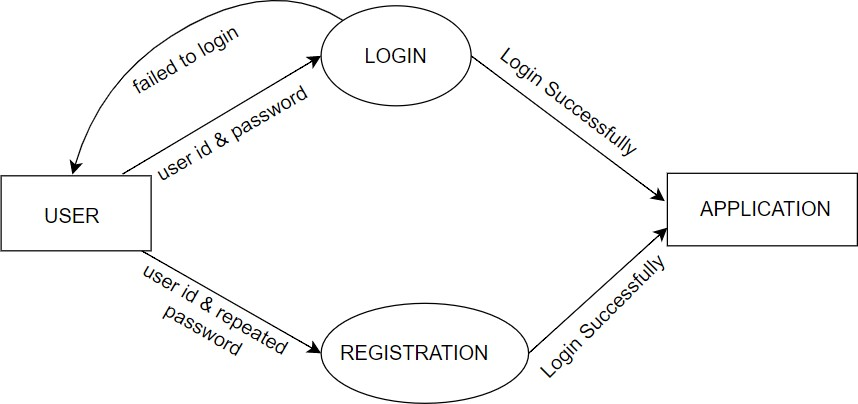 failed to login
LOGIN
Login Successfully
user id & password
USER
APPLICATION
user id & repeated
password
REGISTRATION
Login Successfully